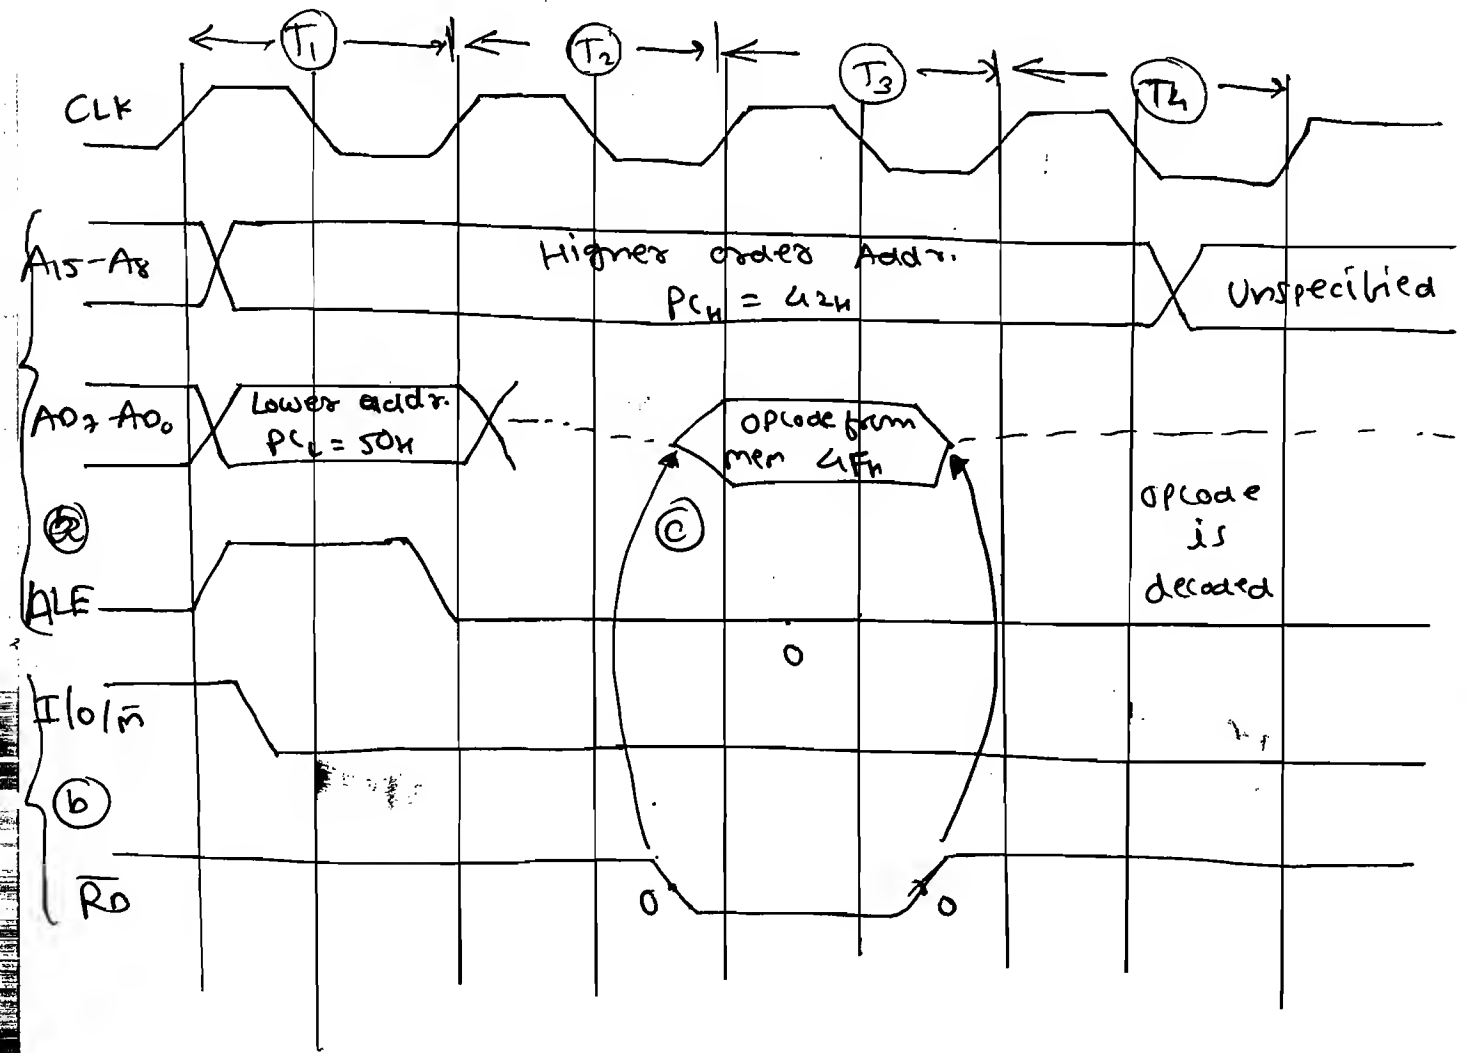 T1 T2 T3 T4
CLK
A15-A8
Higher order Addr.
PCH = 42H
Unspecified
AD7-AD0
Lower addr.
PCL = 50H
opcode from
mem 4FH
C
opcode
is
decoded
ALE
0
I/O/M̅
b
R̅D̅
0 0